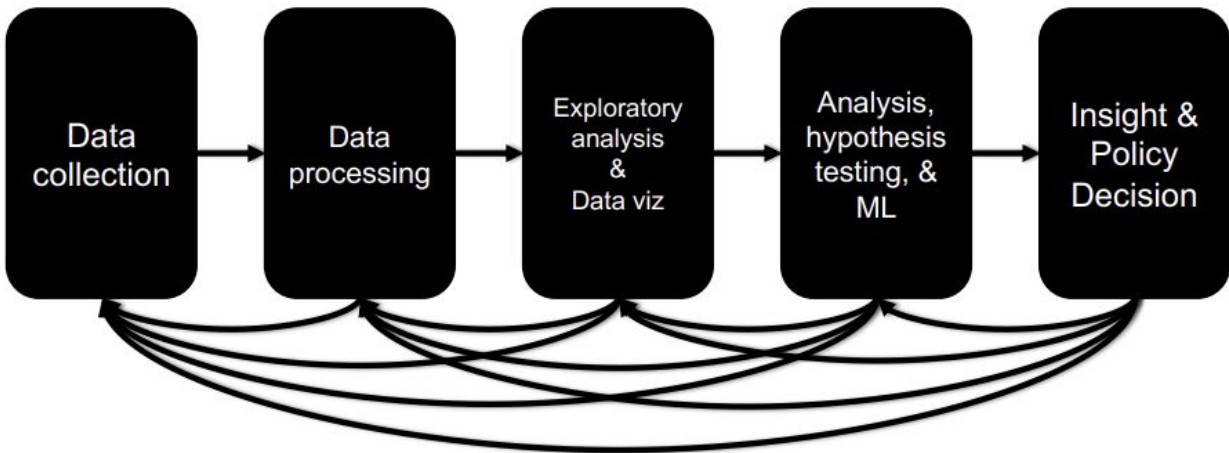 Data
collection
Data
processing
Exploratory
analysis
&
Data viz
Analysis,
hypothesis
testing, &
ML
Insight &
Policy
Decision